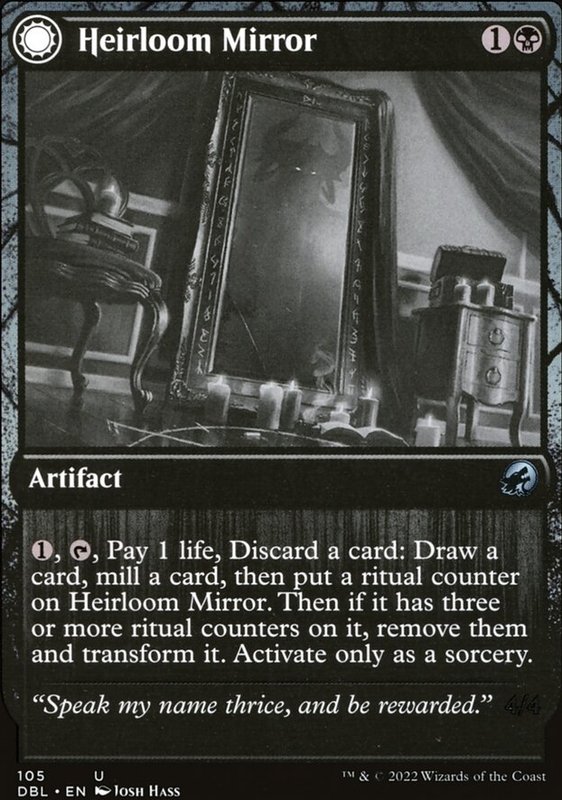 Heirloom Mirror 1
Artifact
1, , Pay 1 life, Discard a card: Draw a
card, mill a card, then put a ritual counter
on Heirloom Mirror. Then if it has three
or more ritual counters on it, remove them
and transform it. Activate only as a sorcery.
“Speak my name thrice, and be rewarded.” 4/4
105 U
DBL • EN Josh Hass ™ & © 2022 Wizards of the Coast